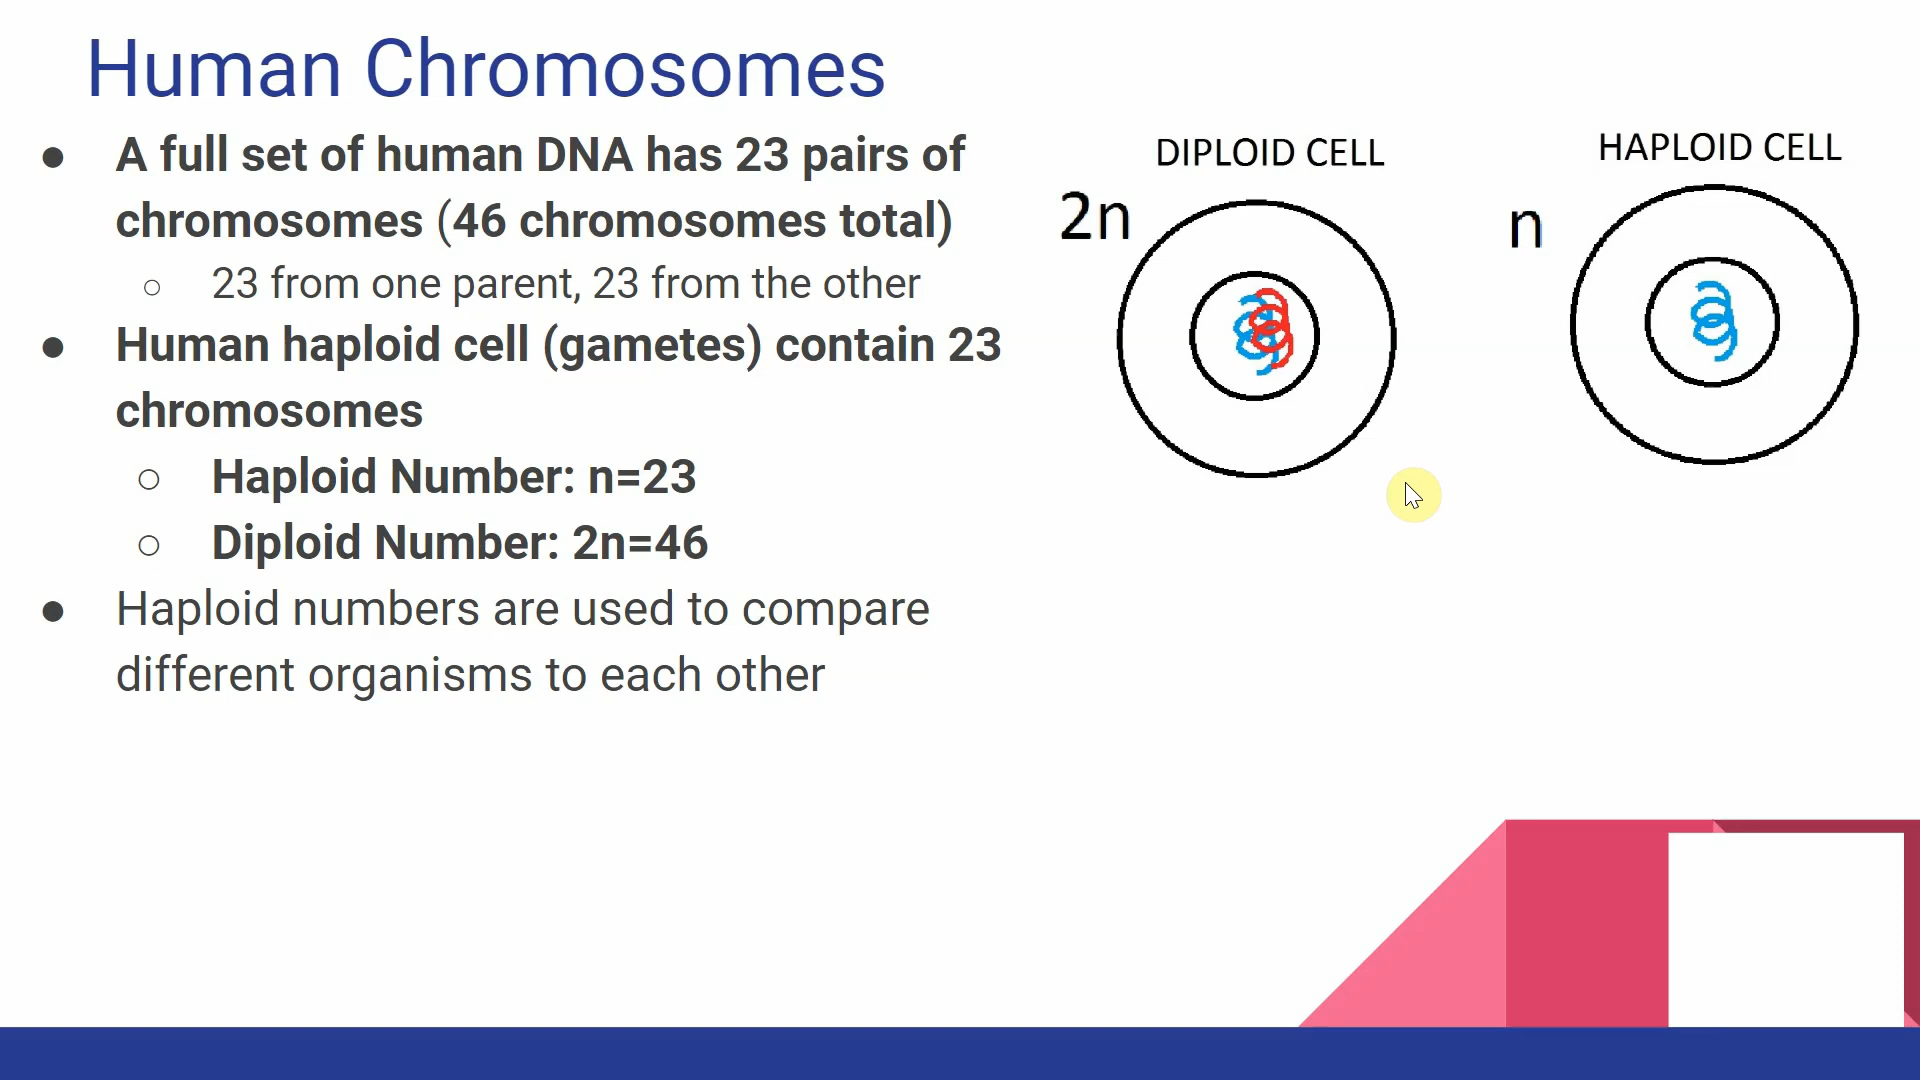 Human Chromosomes
● A full set of human DNA has 23 pairs of
chromosomes (46 chromosomes total)
○ 23 from one parent, 23 from the other
● Human haploid cell (gametes) contain 23
chromosomes
○ Haploid Number: n=23
○ Diploid Number: 2n=46
● Haploid numbers are used to compare
different organisms to each other
DIPLOID CELL
2n
HAPLOID CELL
n